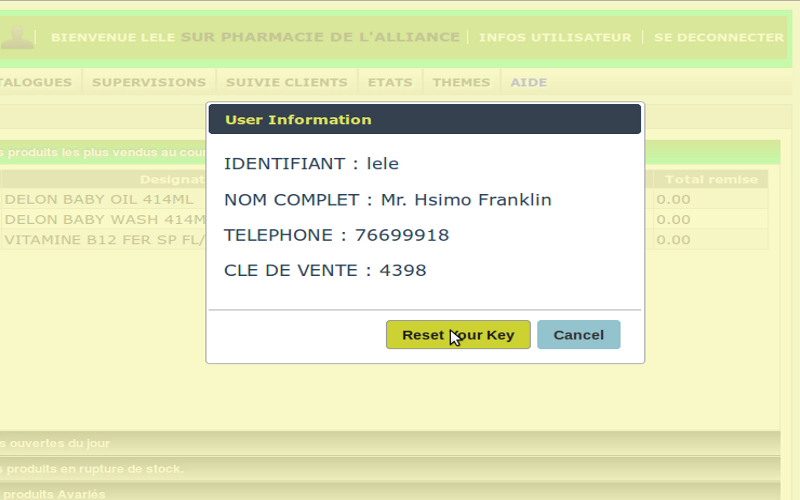 BIENVENUE LELE SUR PHARMACIE DE L'ALLIANCE INFOS UTILISATEUR SE DECONNECTER
TALOGUES SUPERVISIONS SUIVIE CLIENTS ETATS THEMES AIDE
User Information
s produits les plus vendus au cour
Designat Total remise
DELON BABY OIL 414ML 0.00
DELON BABY WASH 414M 0.00
VITAMINE B12 FER SP FL/ 0.00
IDENTIFIANT : lele
NOM COMPLET : Mr. Hsimo Franklin
TELEPHONE : 76699918
CLE DE VENTE : 4398
Reset Your Key Cancel
s ouvertes du jour
s produits en rupture de stock.
produits Avariés